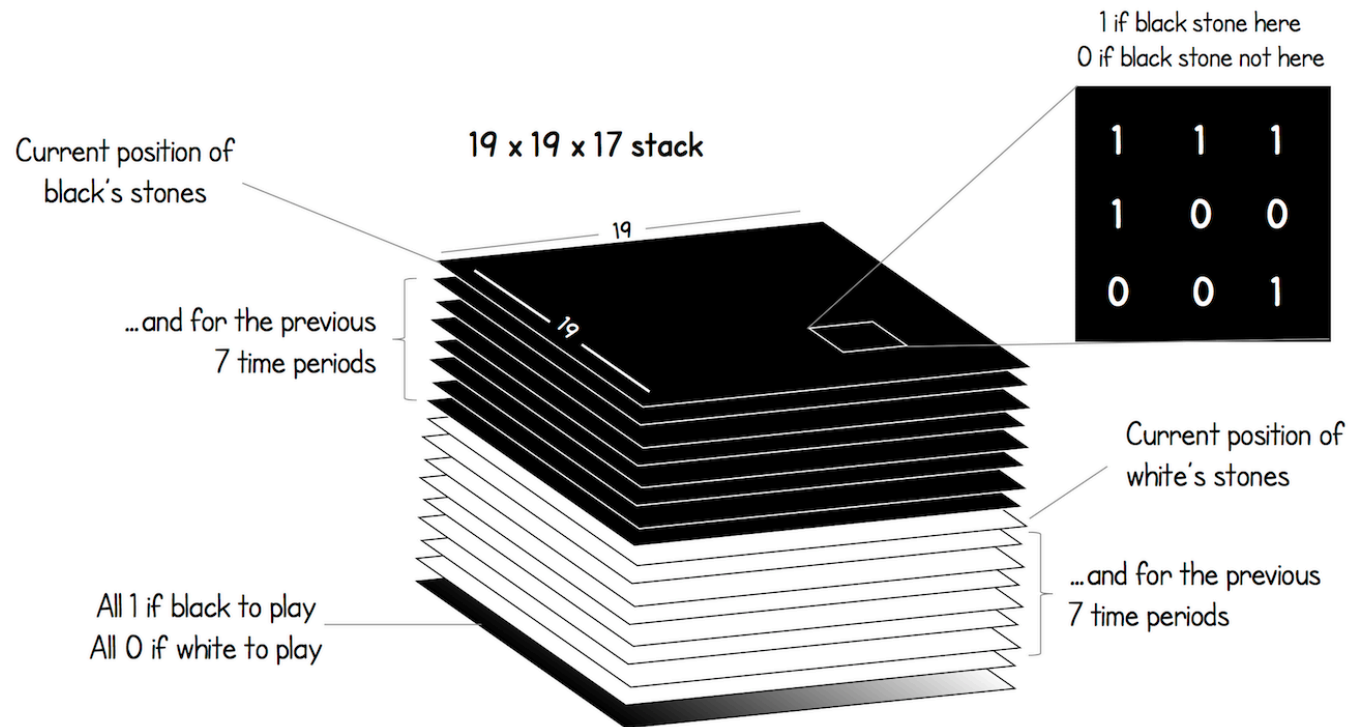 1 if black stone here
0 if black stone not here
1 1 1
1 0 0
0 0 1
19 x 19 x 17 stack
Current position of
black's stones
19
19
...and for the previous
7 time periods
Current position of
white's stones
...and for the previous
7 time periods
All 1 if black to play
All 0 if white to play